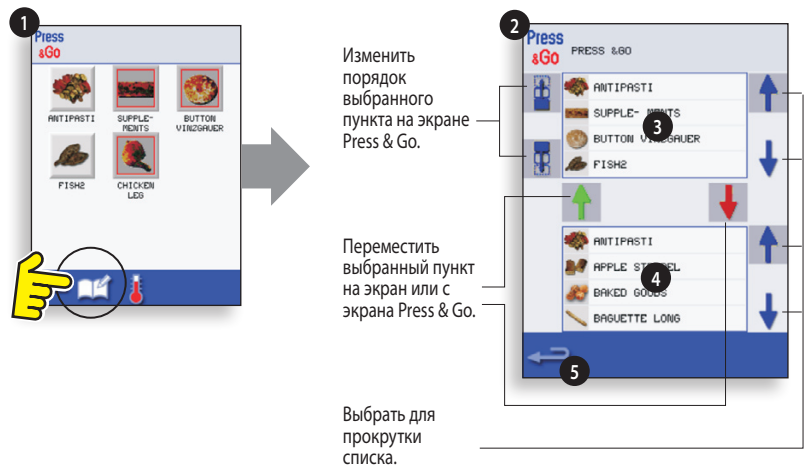 1
Press
&Go
ANTIPASTI
SUPPLE-
MENTS
BUTTON
VINZGAUER
FISH2
CHICKEN
LEG
Изменить
порядок
выбранного
пункта на экране
Press & Go.
Переместить
выбранный пункт
на экран или с
экрана Press & Go.
Выбрать для
прокрутки
списка.
2
Press
&Go
PRESS &GO
ANTIPASTI
SUPPLE- MENTS
3
BUTTON VINZGAUER
FISH2
ANTIPASTI
APPLE
4
BAKED GOODS
BAGUETTE LONG
5